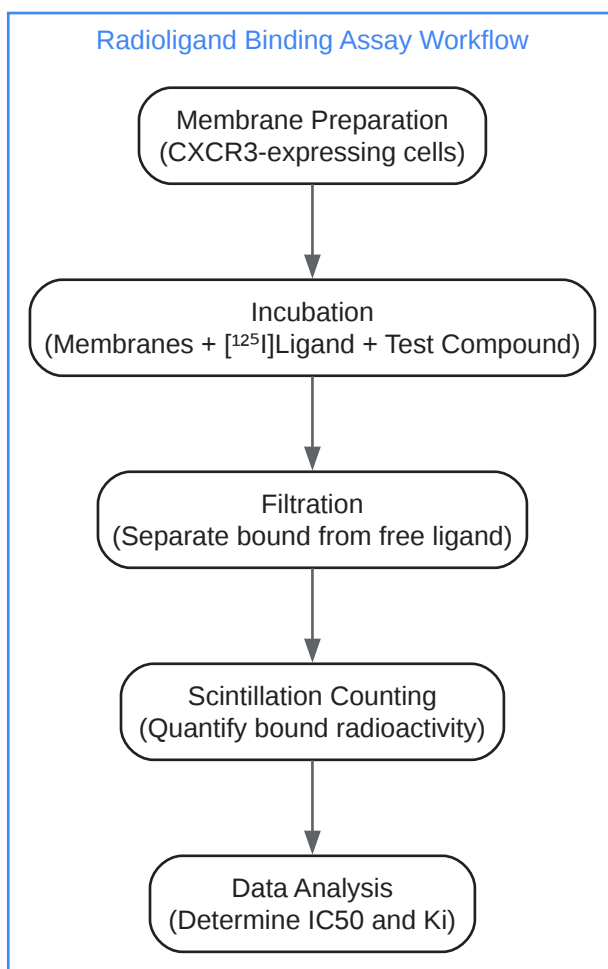 Radioligand Binding Assay Workflow
Membrane Preparation
(CXCR3-expressing cells)
Incubation
(Membranes + [¹²⁵I]Ligand + Test Compound)
Filtration
(Separate bound from free ligand)
Scintillation Counting
(Quantify bound radioactivity)
Data Analysis
(Determine IC50 and Ki)